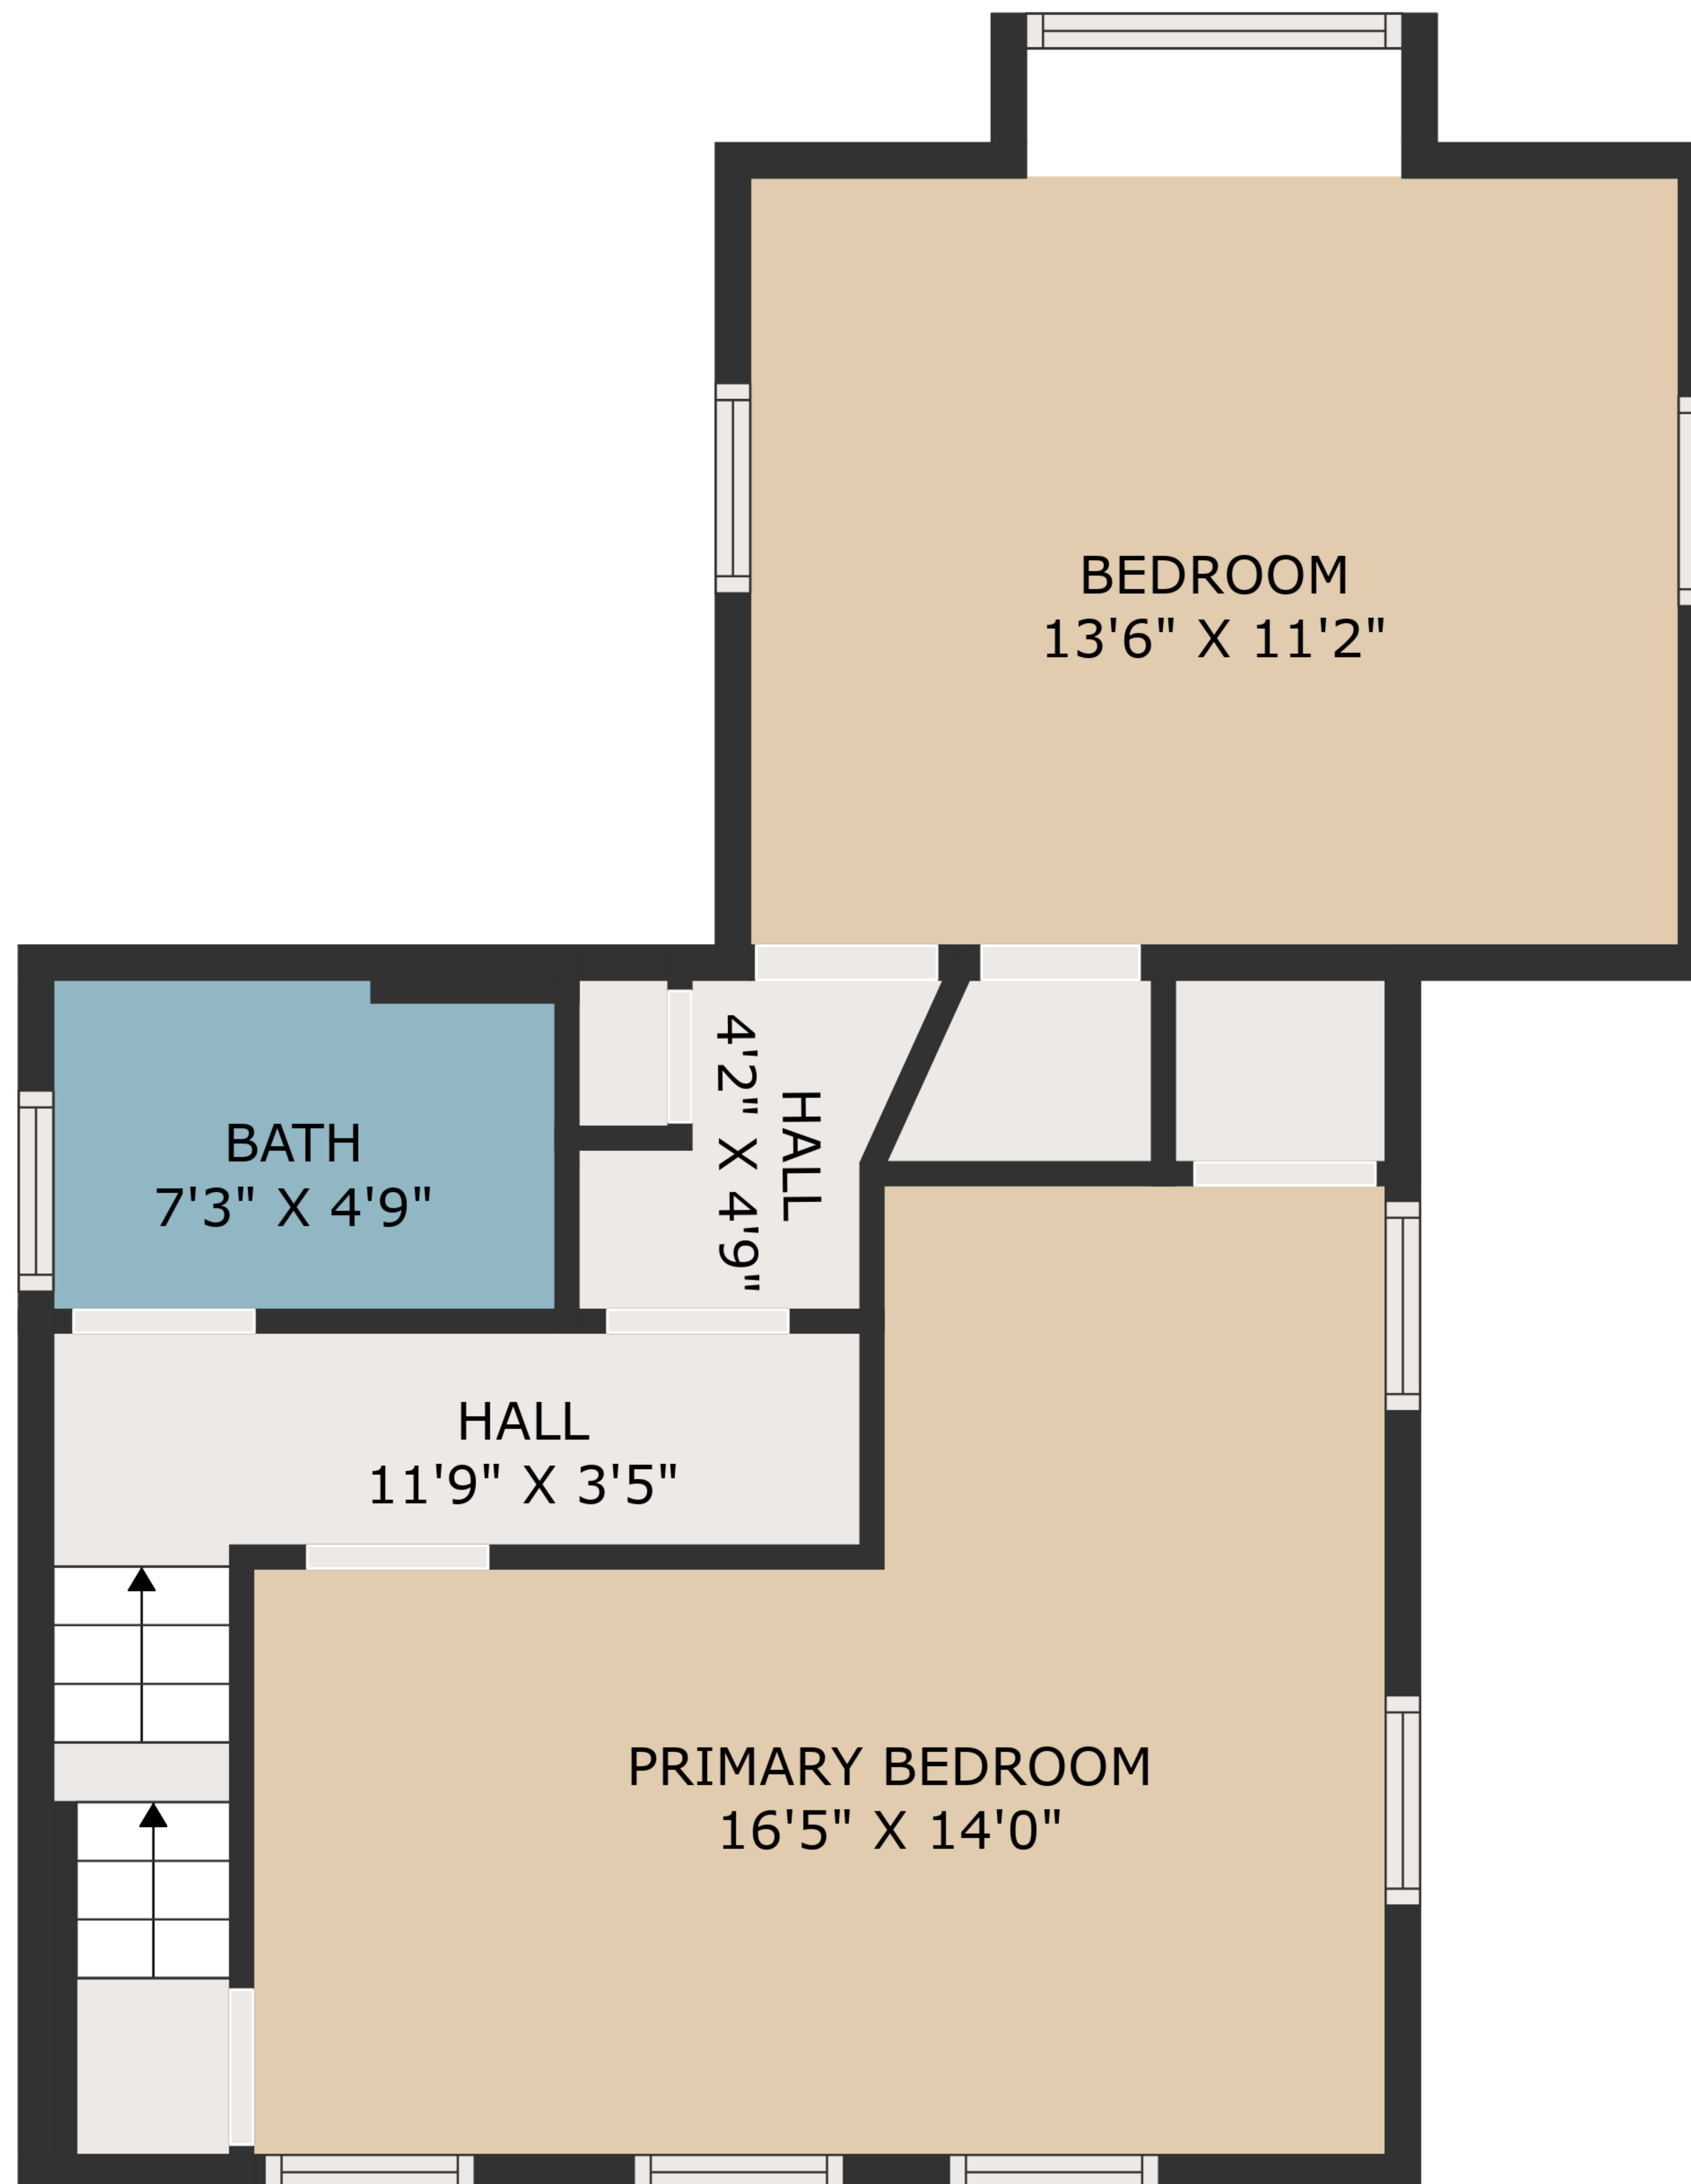 BEDROOM
13'6" X 11'2"
HALL
4'2" X 4'9"
BATH
7'3" X 4'9"
HALL
11'9" X 3'5"
PRIMARY BEDROOM
16'5" X 14'0"